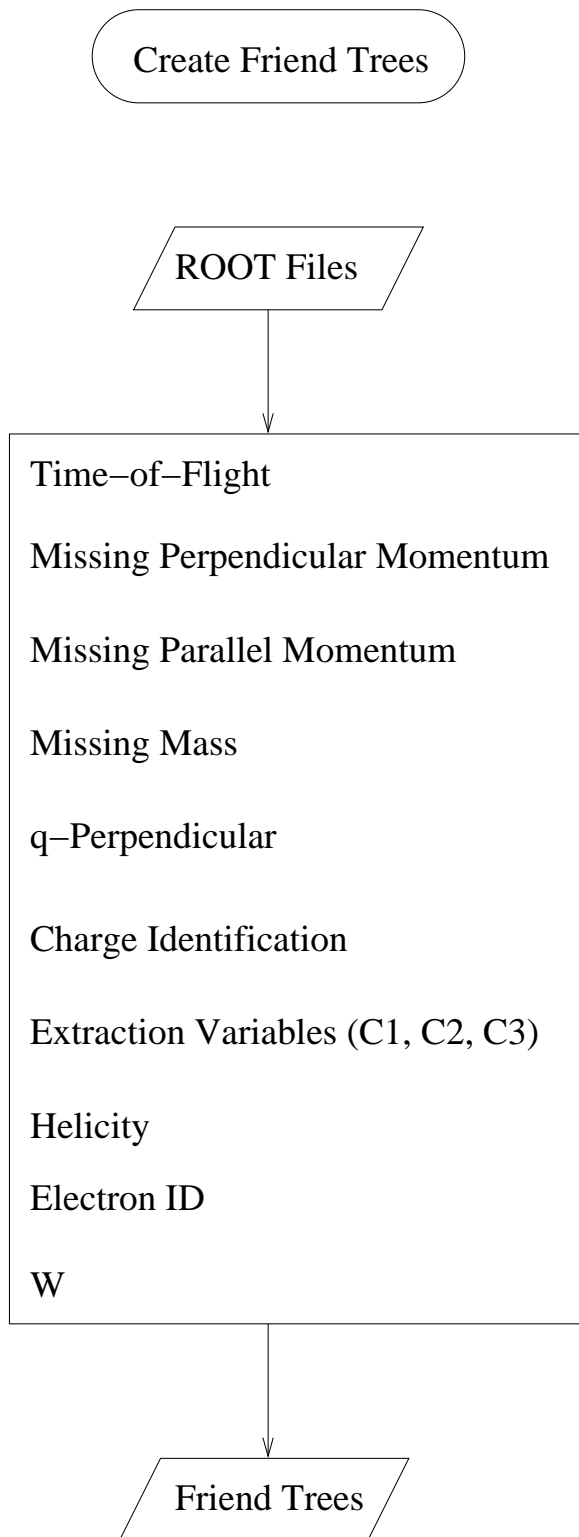 Create Friend Trees
ROOT Files
Time−of−Flight
Missing Perpendicular Momentum
Missing Parallel Momentum
Missing Mass
q−Perpendicular
Charge Identification
Extraction Variables (C1, C2, C3)
Helicity
Electron ID
W
Friend Trees